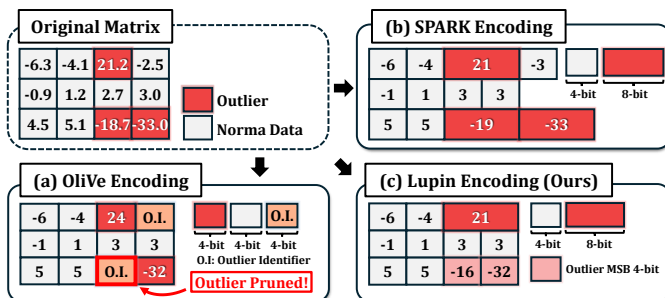 Original Matrix
-6.3 -4.1 21.2 -2.5
-0.9 1.2 2.7 3.0
4.5 5.1 -18.7 -33.0
Outlier
Norma Data
(b) SPARK Encoding
-6 -4 21 -3
-1 1 3 3
5 5 -19 -33
4-bit 8-bit
(a) OliVe Encoding
-6 -4 24 O.I.
-1 1 3 3
5 5 O.I. -32
O.I.
4-bit 4-bit 4-bit
O.I: Outlier Identifier
Outlier Pruned!
(c) Lupin Encoding (Ours)
-6 -4 21
-1 1 3 3
5 5 -16 -32
4-bit 8-bit
Outlier MSB 4-bit